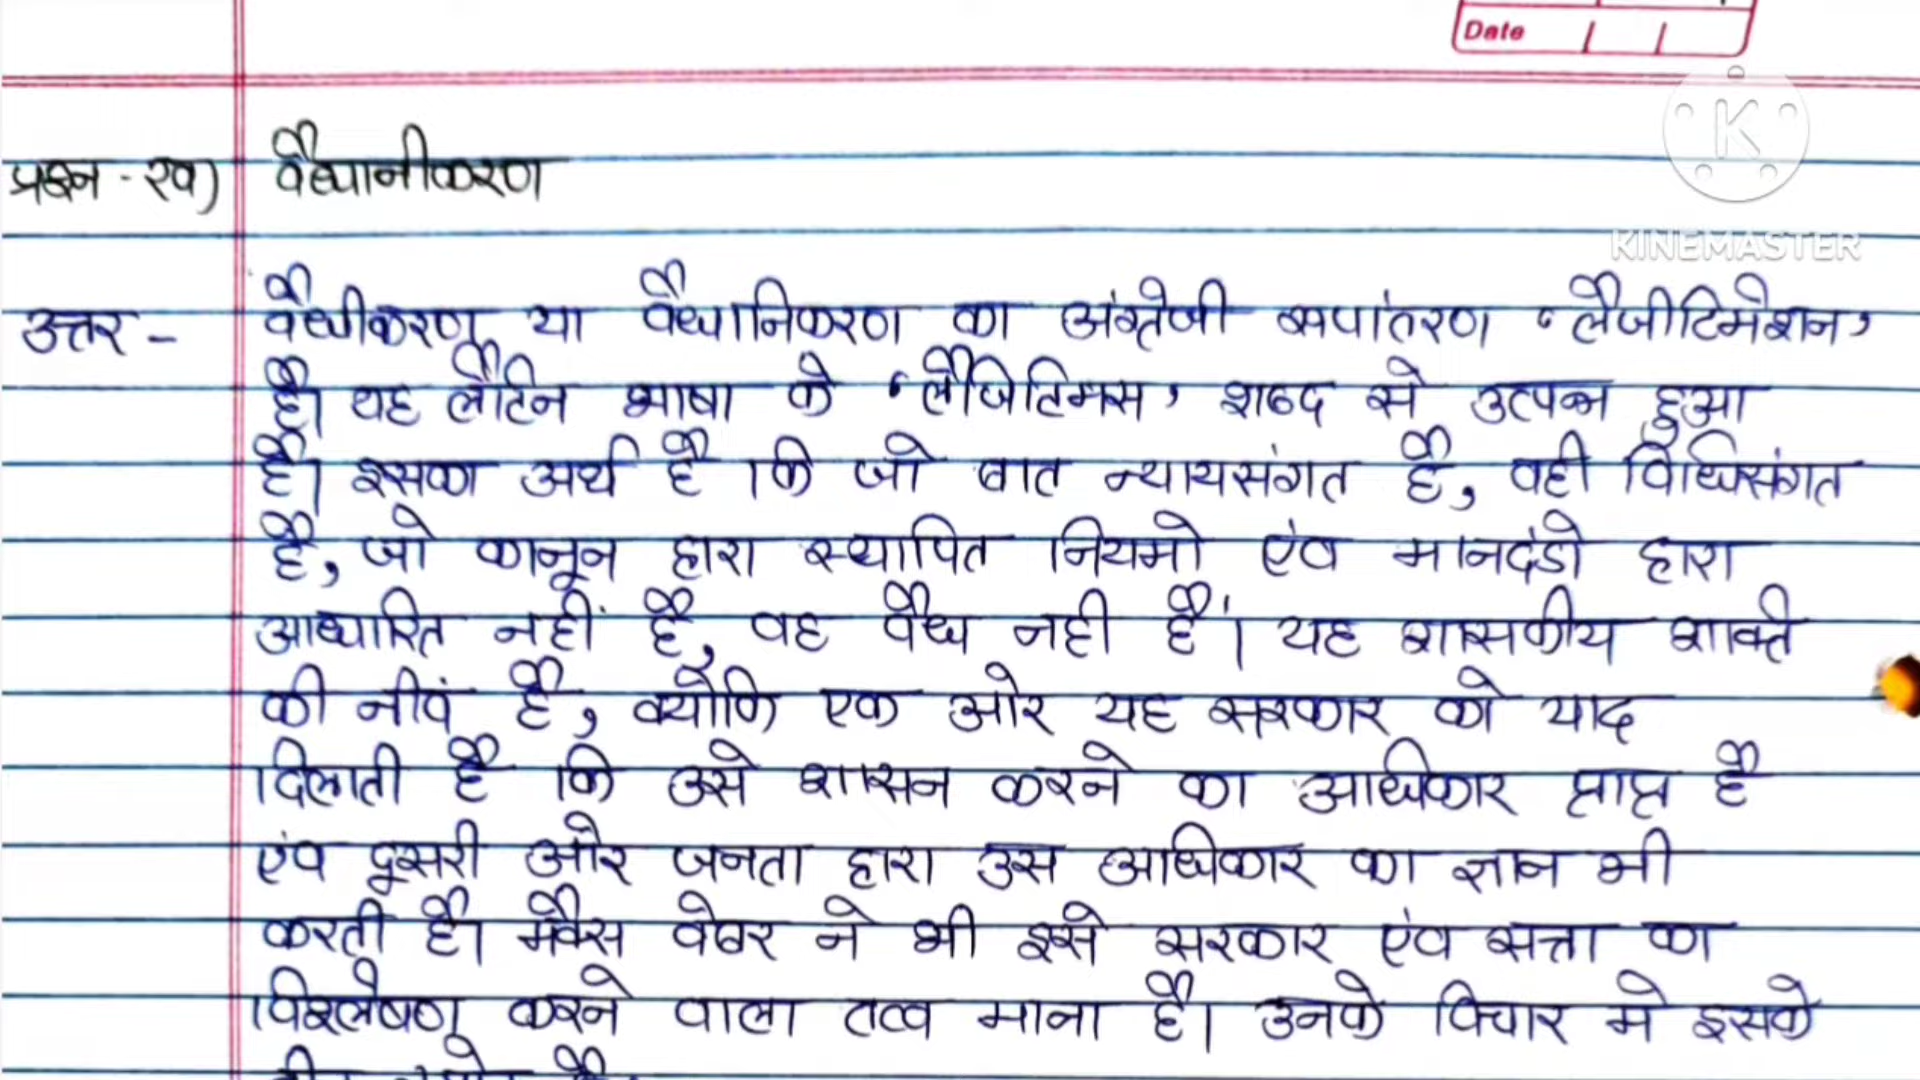 Date
K
KINEMASTER
प्रश्न - २ब) वैधानीकरण
उत्तर - वैधीकरण या वैधानिकरण का अंग्रेजी रूपांतरण 'लैजीटिमेशन'
है। यह लैटिन भाषा के 'लैजिटिमस' शब्द से उत्पन्न हुआ
है। इसका अर्थ है कि जो बात न्यायसंगत है, वही विधिसंगत
है, जो कानून द्वारा स्थापित नियमो एंव मानदंडो द्वारा
आधारित नहीं है, वह वैध नही है। यह शासकीय शक्ति
की नीवं है, क्योकि एक ओर यह सरकार को याद
दिलाती है कि उसे शासन करने का अधिकार प्राप्त है
एंव दूसरी ओर जनता द्वारा उस अधिकार का ज्ञान भी
करती है। मैक्स वेबर ने भी इसे सरकार एंव सत्ता का
विश्लेषण करने वाला तत्व माना है। उनके विचार मे इसके